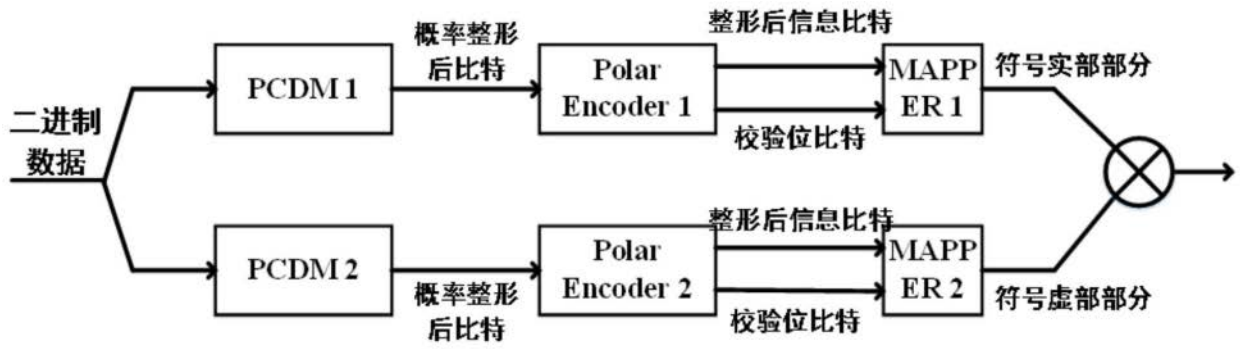 二进制
数据
PCDM 1
概率整形
后比特
Polar
Encoder 1
整形后信息比特
校验位比特
MAPP
ER 1
符号实部部分
PCDM 2
概率整形
后比特
Polar
Encoder 2
整形后信息比特
校验位比特
MAPP
ER 2
符号虚部部分